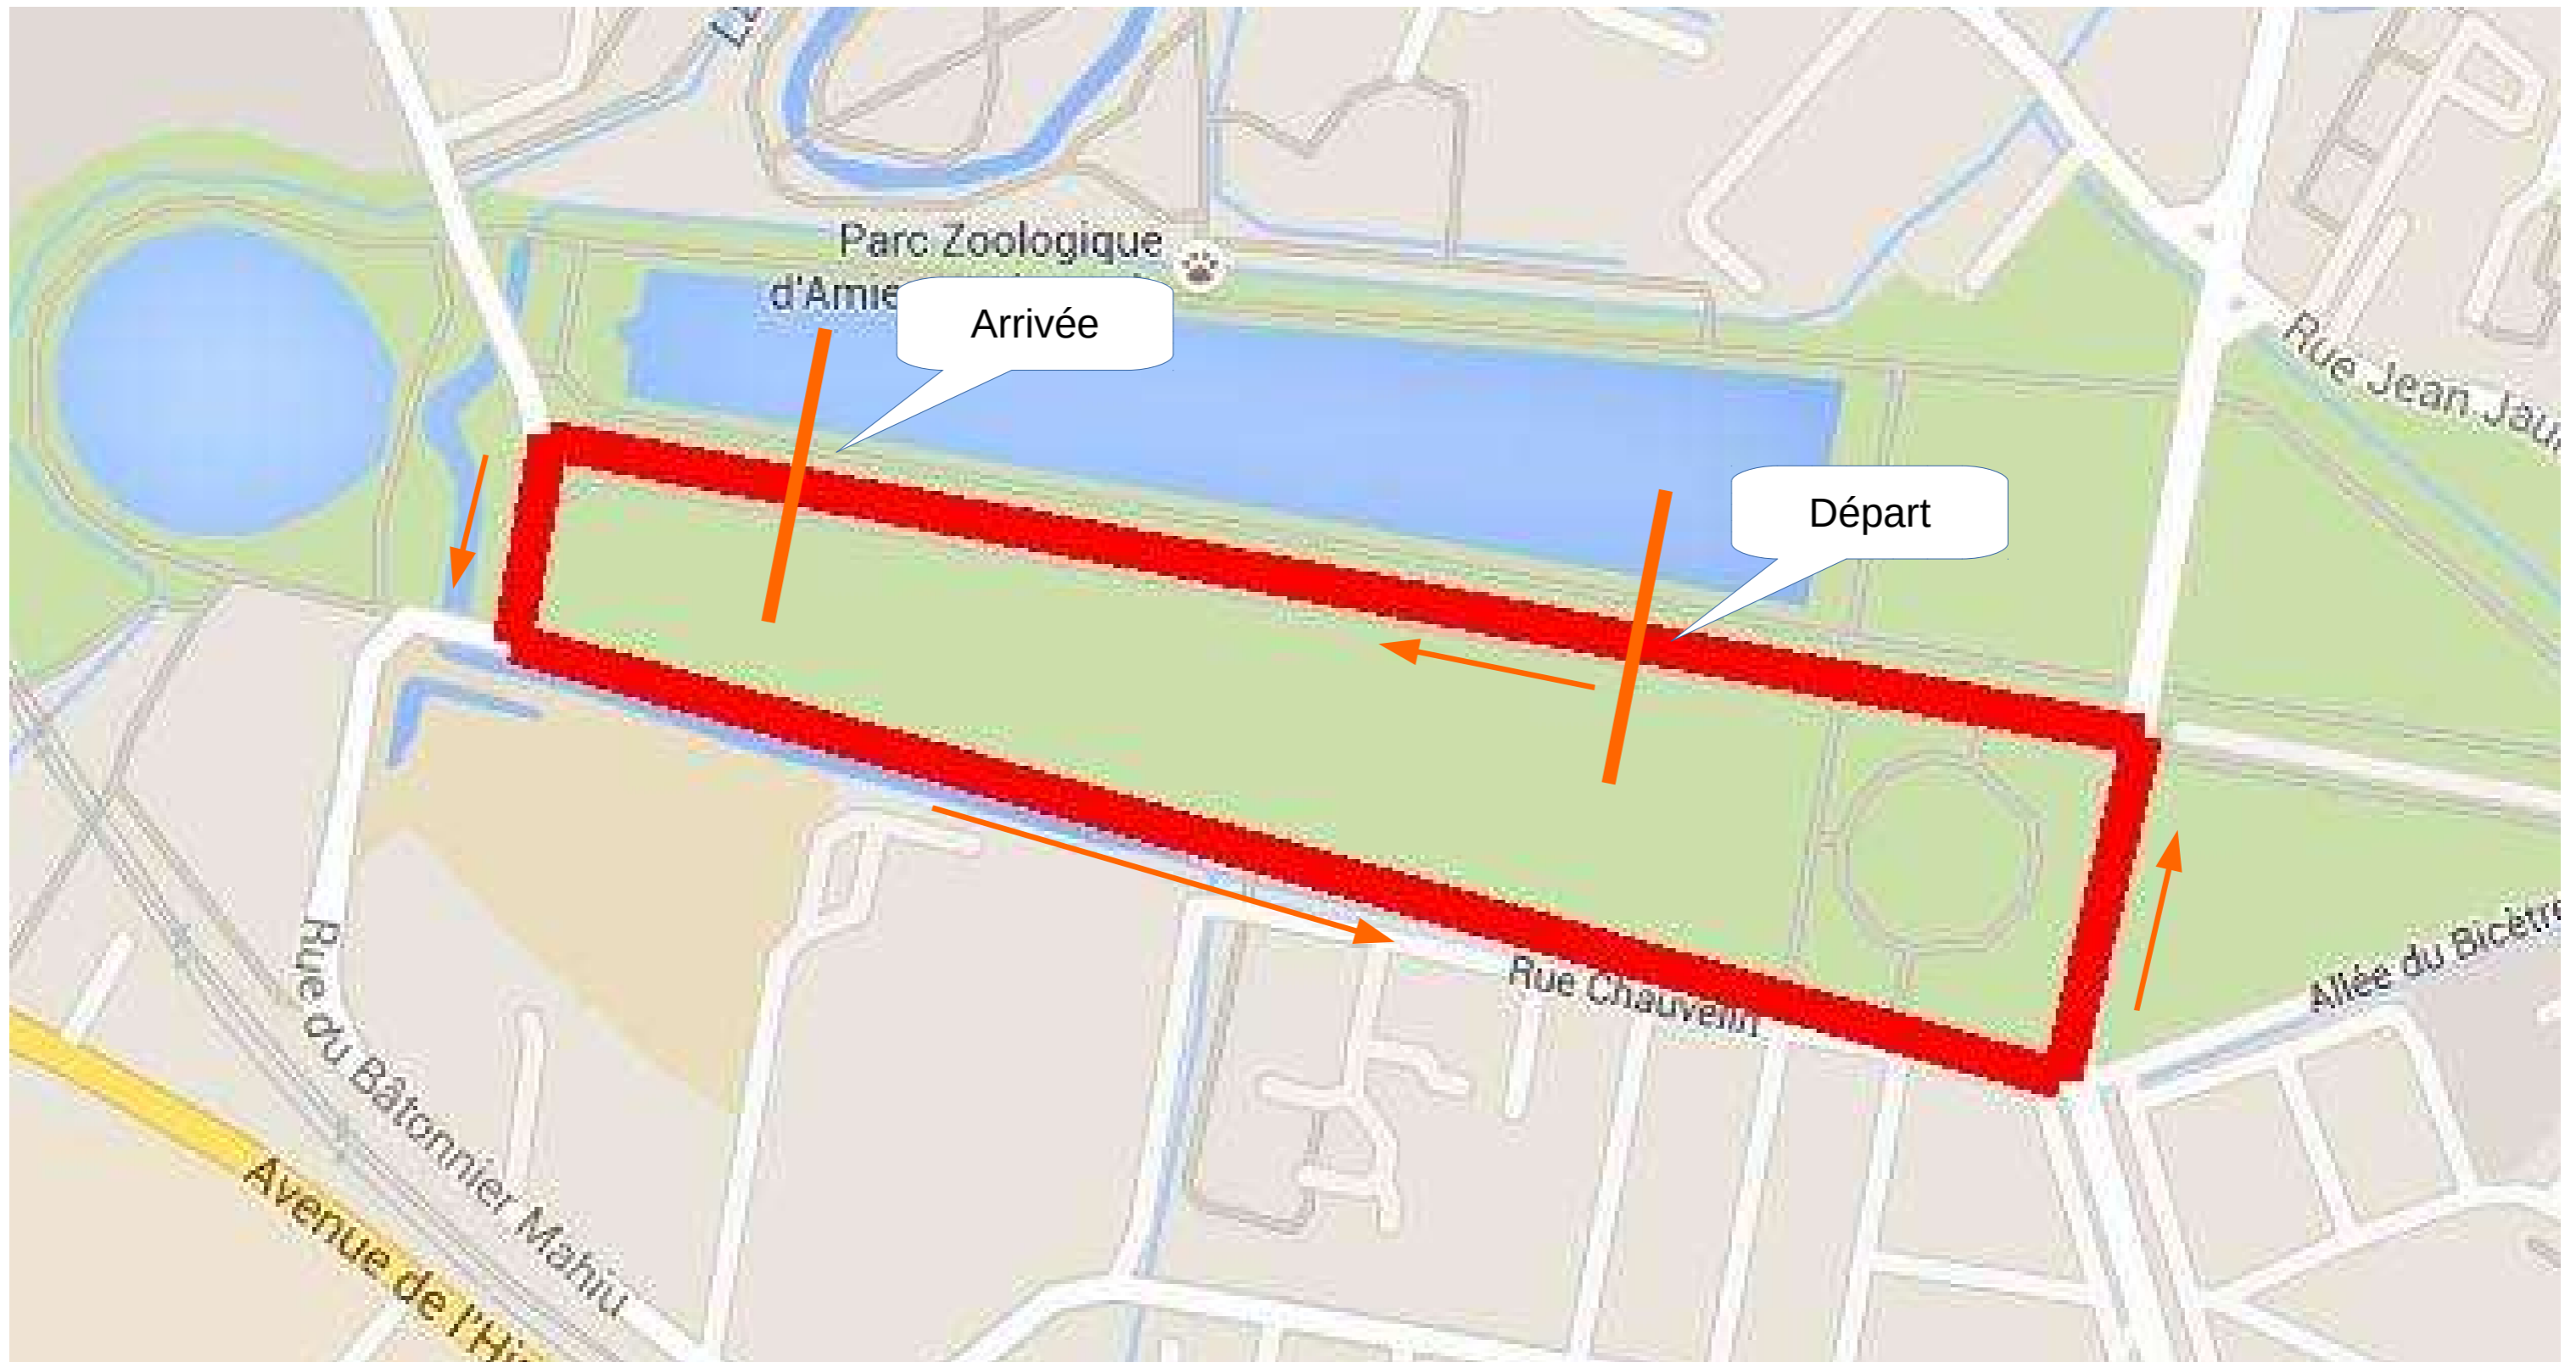 Parc Zoologique
d'Amie
Arrivée
Départ
Rue Jean Jau
Rue Chauvelin
Allée du Bicêtre
Rue du Bâtonnier Mahiu
Avenue de l'Hi